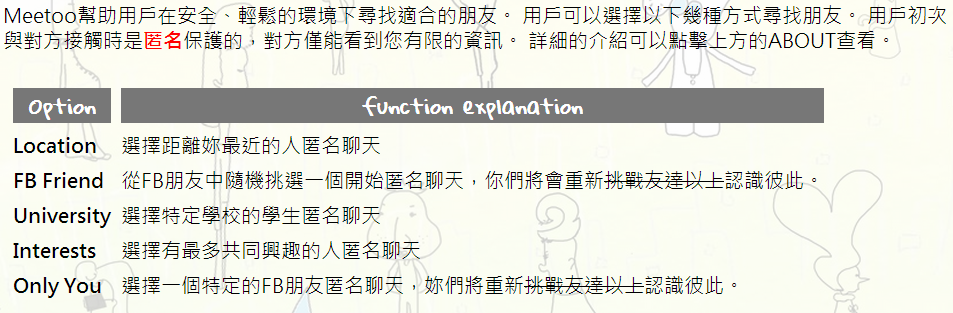 Meetoo幫助用戶在安全、輕鬆的環境下尋找適合的朋友。 用戶可以選擇以下幾種方式尋找朋友。 用戶初次
與對方接觸時是匿名保護的，對方僅能看到您有限的資訊。 詳細的介紹可以點擊上方的ABOUT查看。
Option function explanation
Location 選擇距離妳最近的人匿名聊天
FB Friend 從FB朋友中隨機挑選一個開始匿名聊天，你們將會重新挑戰友達以上認識彼此。
University 選擇特定學校的學生匿名聊天
Interests 選擇有最多共同興趣的人匿名聊天
Only You 選擇一個特定的FB朋友匿名聊天，妳們將重新挑戰友達以上認識彼此。